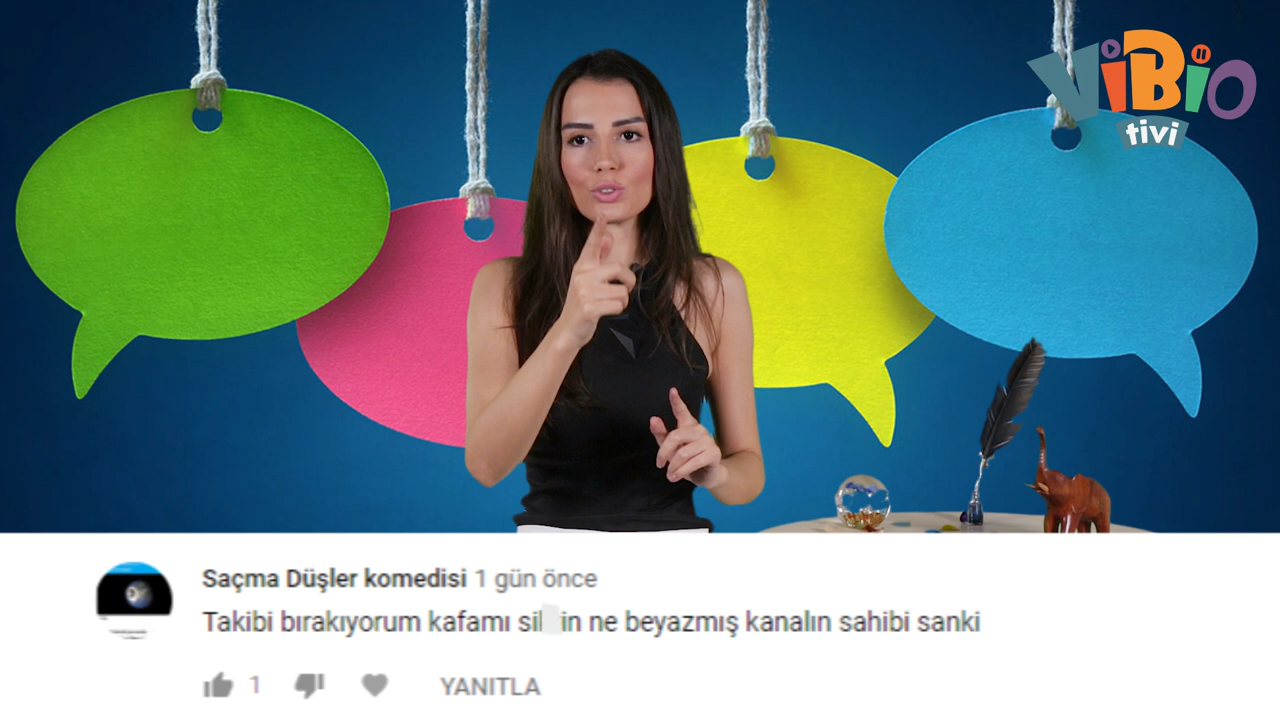 ViBiO
tivi
Saçma Düşler komedisi 1 gün önce
Takibi bırakıyorum kafamı ne beyazmış kanalın sahibi sanki
1
YANITLA